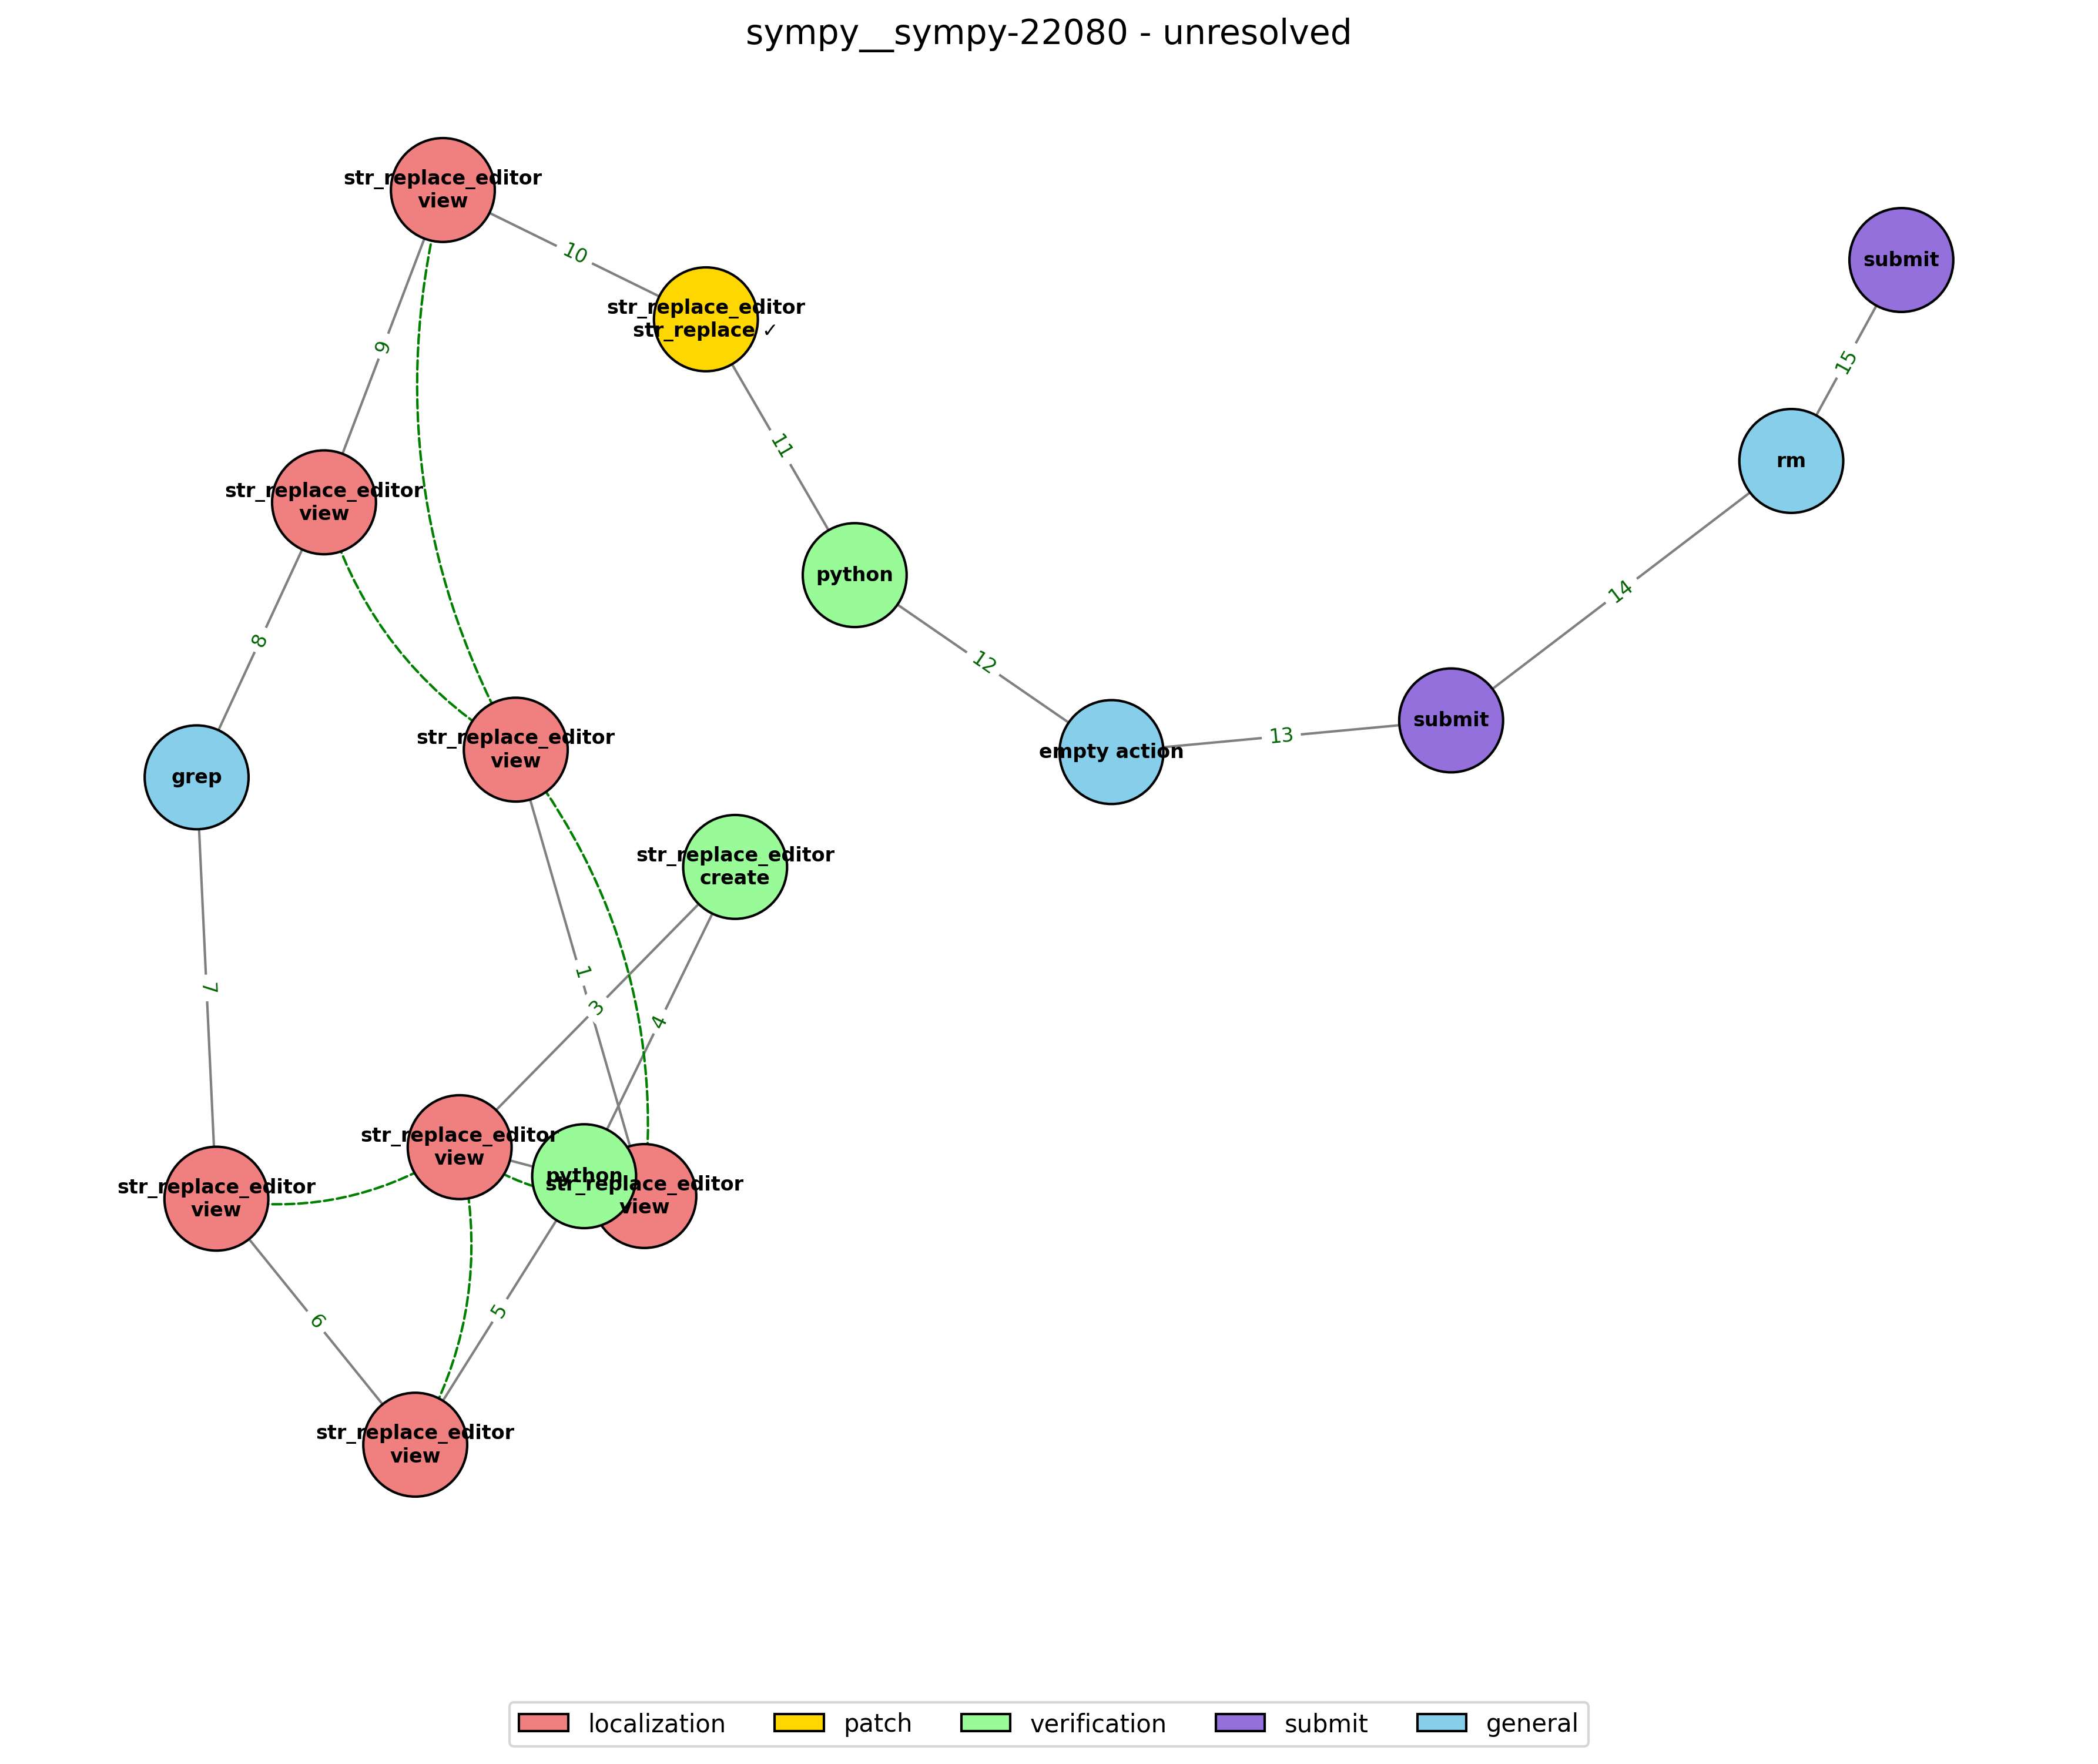 sympy__sympy-22080 - unresolved
str_replace_editor
view
10
str_replace_editor
str_replace ✓
submit
9
15
11
rm
str_replace_editor
view
python
14
8
12
str_replace_editor
view
grep
empty action
13
submit
str_replace_editor
create
1
3
4
7
str_replace_editor
view
python
str_replace_editor
view
str_replace_editor
view
6
5
str_replace_editor
view
localization
patch
verification
submit
general